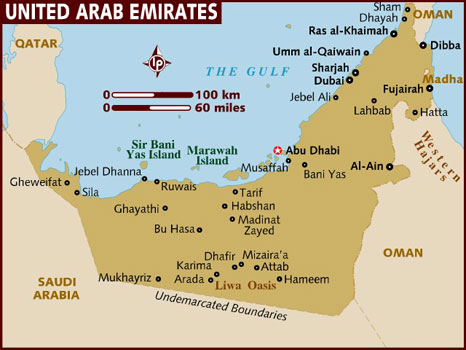 UNITED ARAB EMIRATES
OMAN
Sham
Dhayah
Ras al-Khaimah
QATAR
Dibba
Umm al-Qaiwain
THE GULF
Sharjah
Dubai
Madha
Fujairah
Jebel Ali
0 100 km
0 60 miles
Lahbab
Hatta
Western Hajars
Sir Bani
Yas Island
Marawah
Island
Abu Dhabi
Musaffah
Bani Yas
Al-Ain
Jebel Dhanna
Gheweifat
Sila
Ruwais
Tarif
Ghayathi
Habshan
Madinat
Zayed
Bu Hasa
OMAN
Dhafir
Mizaira'a
Karima
Attab
SAUDI
ARABIA
Mukhayriz
Arada
Liwa Oasis
Hameem
Undemarcated Boundaries